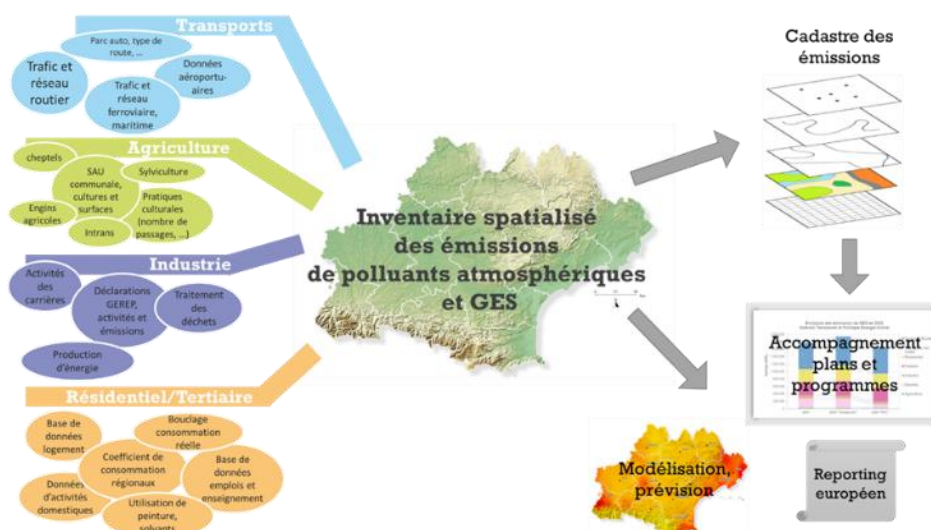 Transports
Parc auto, type de
route, ...
Trafic et
réseau
routier
Données
aéroportu-
aires
Trafic et
réseau
ferroviaire,
maritime
Agriculture
cheptels
SAU
communale,
cultures et
surfaces
Sylviculture
Engins
agricoles
Pratiques
culturales
(nombre de
passages, ...)
Intrans
Industrie
Activités
des
carrières
Déclarations
GEREP,
activités et
émissions
Traitement
des
déchets
Production
d'énergie
Résidentiel/Tertiaire
Base de
données
logement
Bouclage
consommation
réelle
Coefficient de
consommation
régionaux
Base de
données
emplois et
enseignement
Données
d'activités
domestiques
Utilisation de
peinture,
solvants
Inventaire spatialisé
des émissions
de polluants atmosphériques
et GES
Cadastre des
émissions
Accompagnement
plans et
programmes
Modélisation,
prévision
Reporting
européen